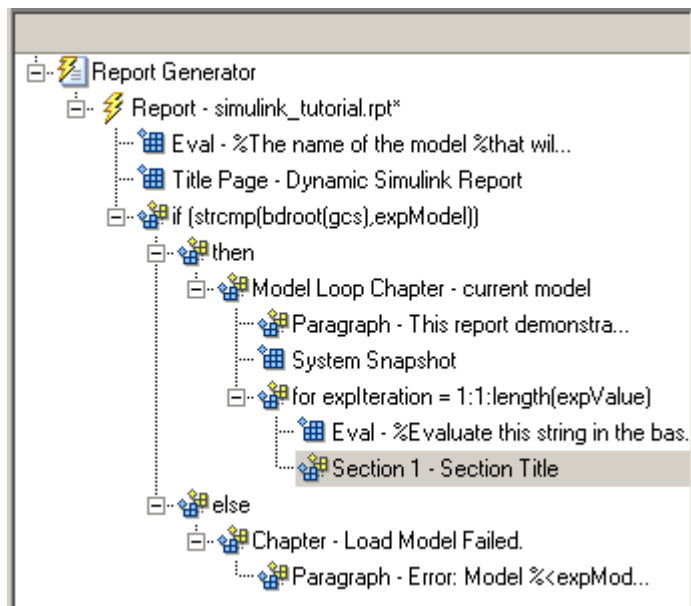 Report Generator
Report - simulink_tutorial.rpt*
Eval - %The name of the model %that wil...
Title Page - Dynamic Simulink Report
if (strcmp(bdroot(gcs),expModel))
then
Model Loop Chapter - current model
Paragraph - This report demonstra...
System Snapshot
for expIteration = 1:1:length(expValue)
Eval - %Evaluate this string in the bas.
Section 1 - Section Title
else
Chapter - Load Model Failed.
Paragraph - Error: Model %<expMod...